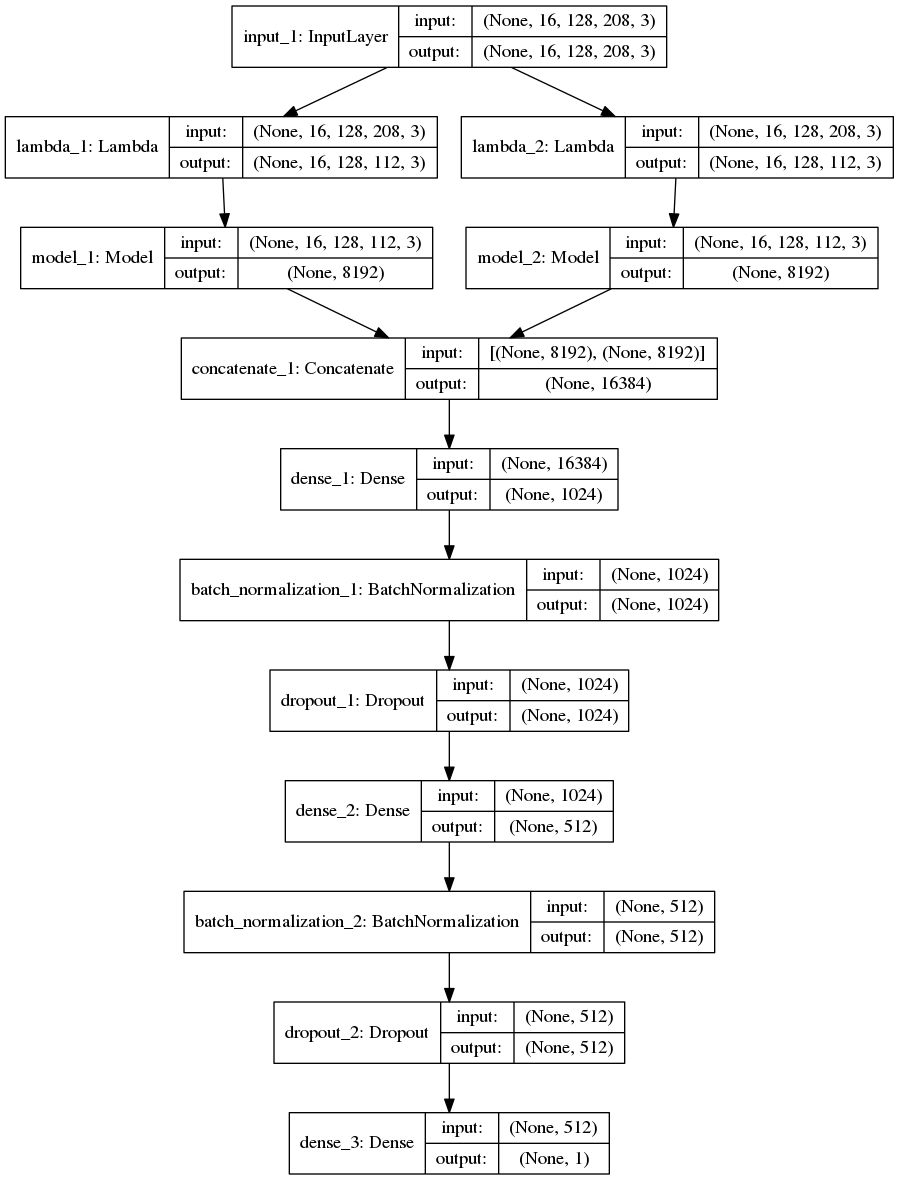 input_1: InputLayer
input: (None, 16, 128, 208, 3)
output: (None, 16, 128, 208, 3)
lambda_1: Lambda
input: (None, 16, 128, 208, 3)
output: (None, 16, 128, 112, 3)
lambda_2: Lambda
input: (None, 16, 128, 208, 3)
output: (None, 16, 128, 112, 3)
model_1: Model
input: (None, 16, 128, 112, 3)
output: (None, 8192)
model_2: Model
input: (None, 16, 128, 112, 3)
output: (None, 8192)
concatenate_1: Concatenate
input: [(None, 8192), (None, 8192)]
output: (None, 16384)
dense_1: Dense
input: (None, 16384)
output: (None, 1024)
batch_normalization_1: BatchNormalization
input: (None, 1024)
output: (None, 1024)
dropout_1: Dropout
input: (None, 1024)
output: (None, 1024)
dense_2: Dense
input: (None, 1024)
output: (None, 512)
batch_normalization_2: BatchNormalization
input: (None, 512)
output: (None, 512)
dropout_2: Dropout
input: (None, 512)
output: (None, 512)
dense_3: Dense
input: (None, 512)
output: (None, 1)